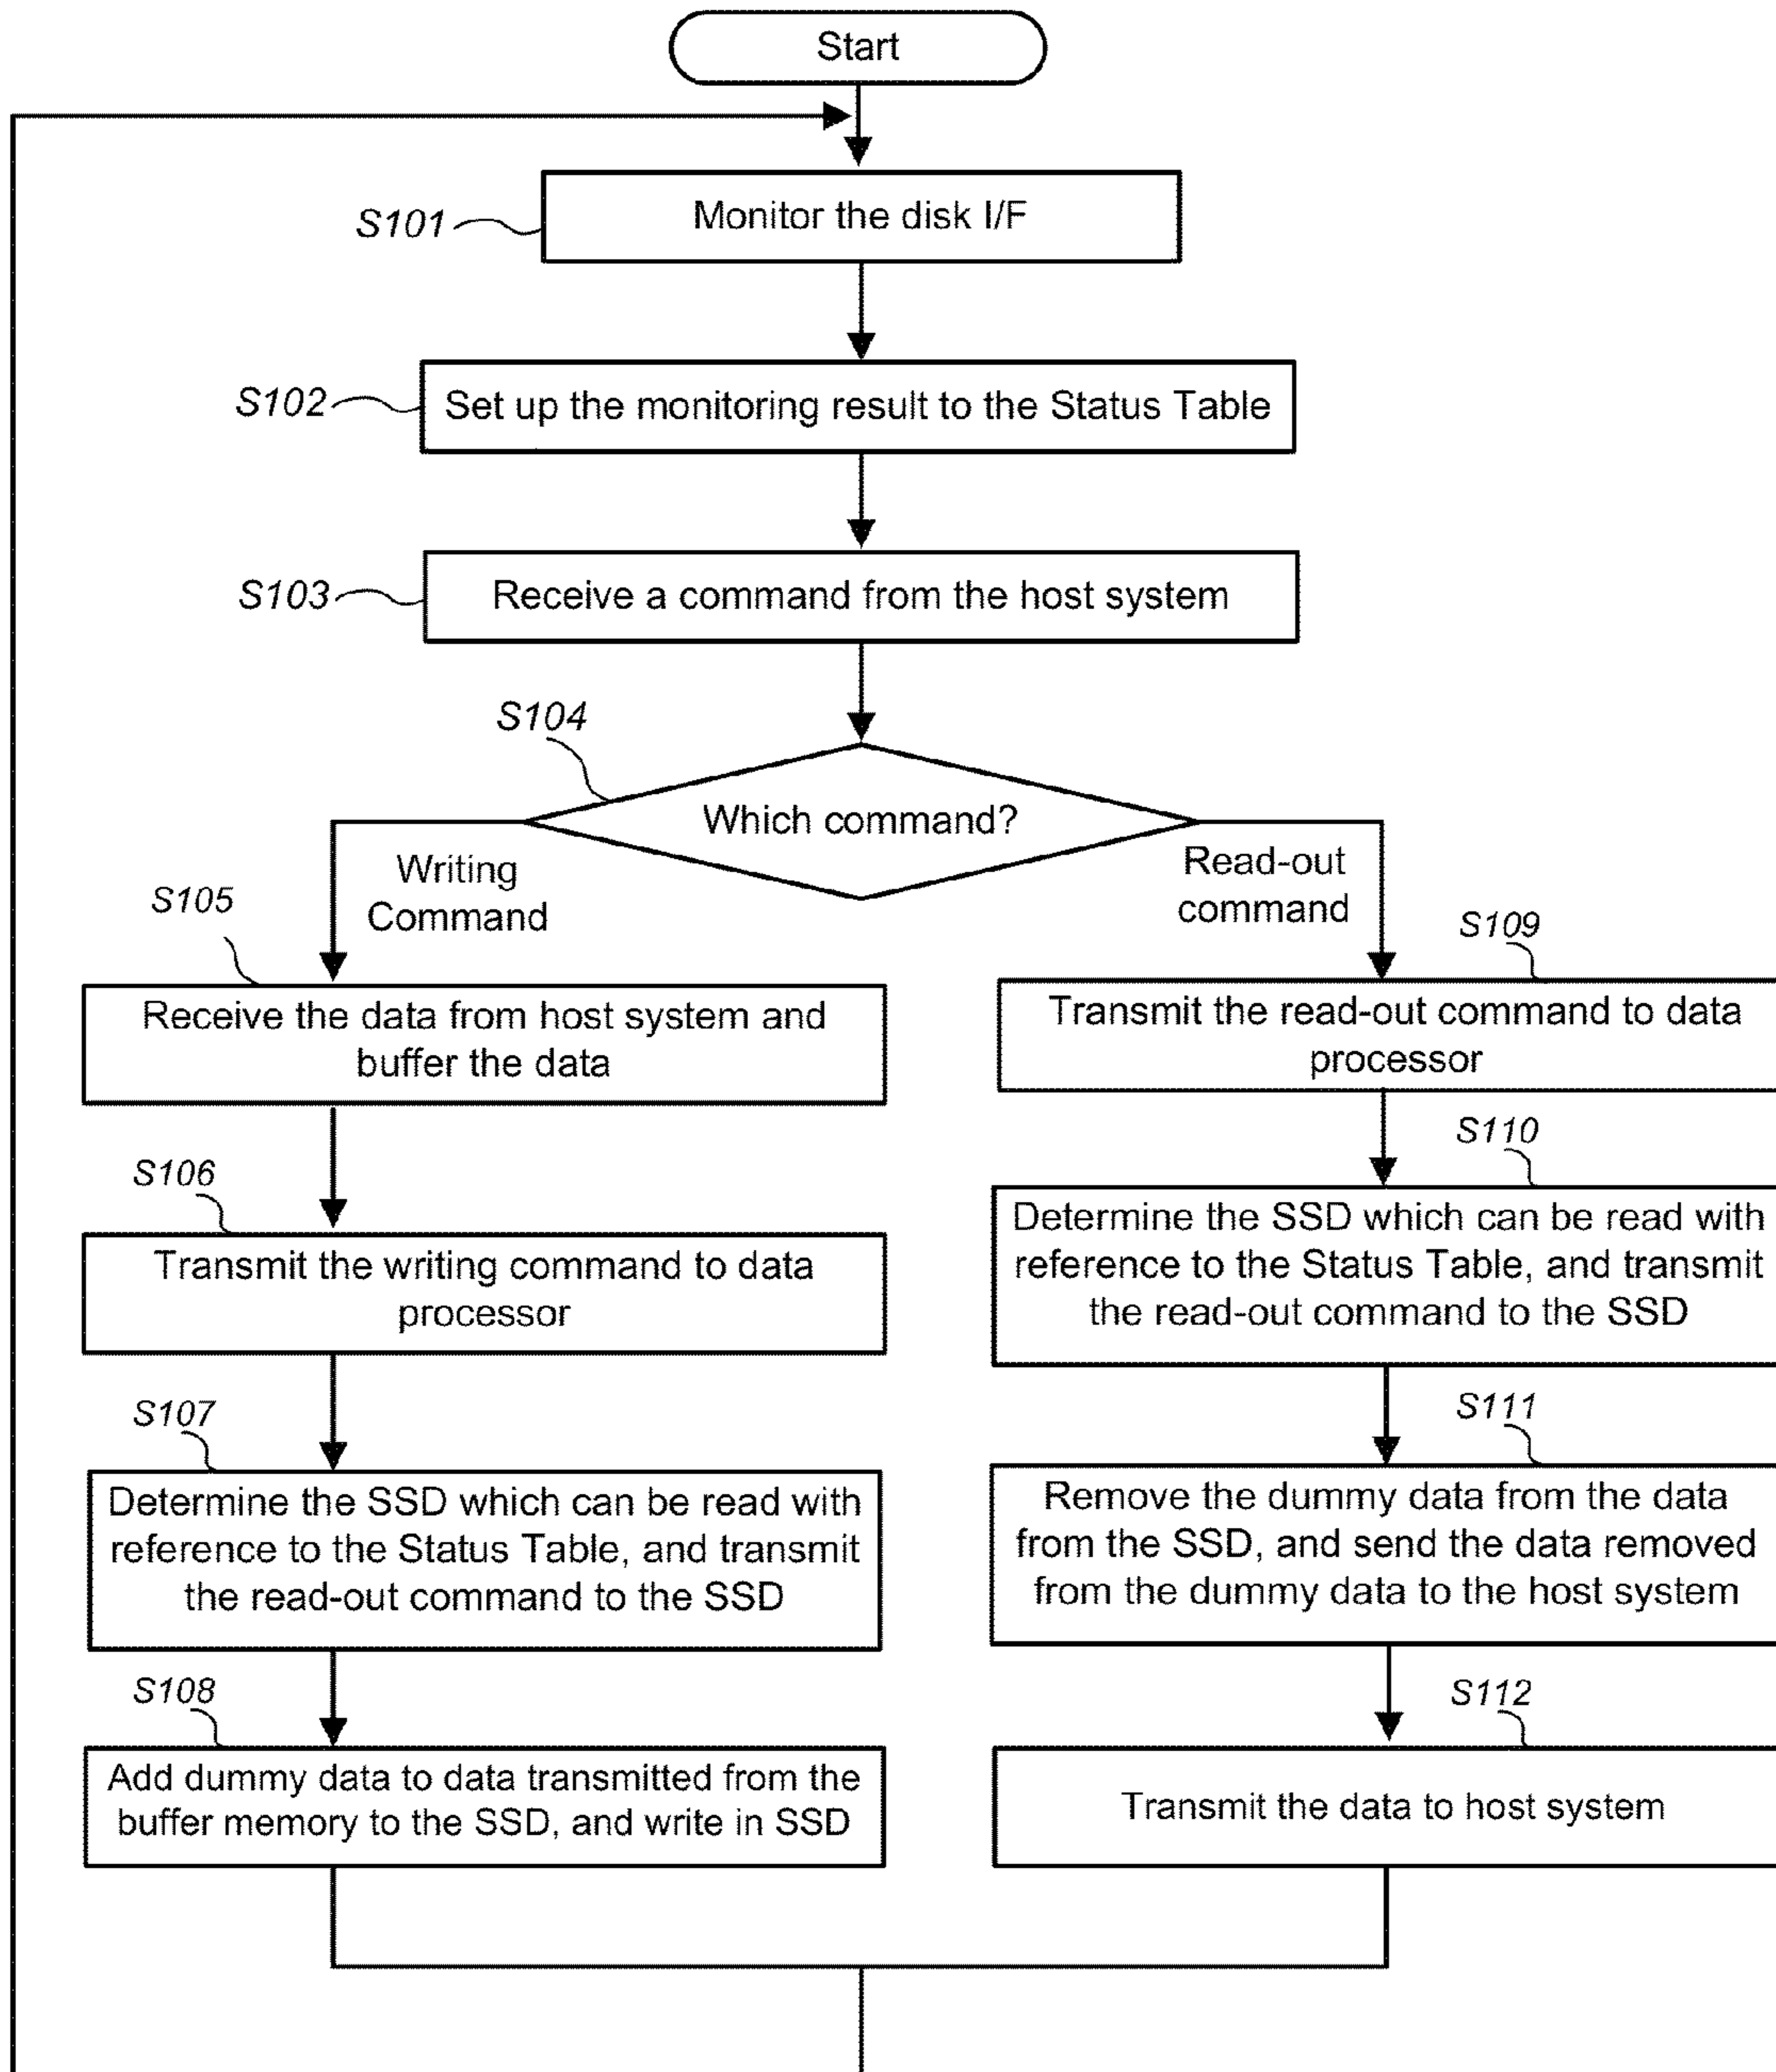 Start
S101
Monitor the disk I/F
S102
Set up the monitoring result to the Status Table
S103
Receive a command from the host system
S104
Which command?
Writing
Command
Read-out
command
S105
Receive the data from host system and
buffer the data
S106
Transmit the writing command to data
processor
S107
Determine the SSD which can be read with
reference to the Status Table, and transmit
the read-out command to the SSD
S108
Add dummy data to data transmitted from the
buffer memory to the SSD, and write in SSD
S109
Transmit the read-out command to data
processor
S110
Determine the SSD which can be read with
reference to the Status Table, and transmit
the read-out command to the SSD
S111
Remove the dummy data from the data
from the SSD, and send the data removed
from the dummy data to the host system
S112
Transmit the data to host system